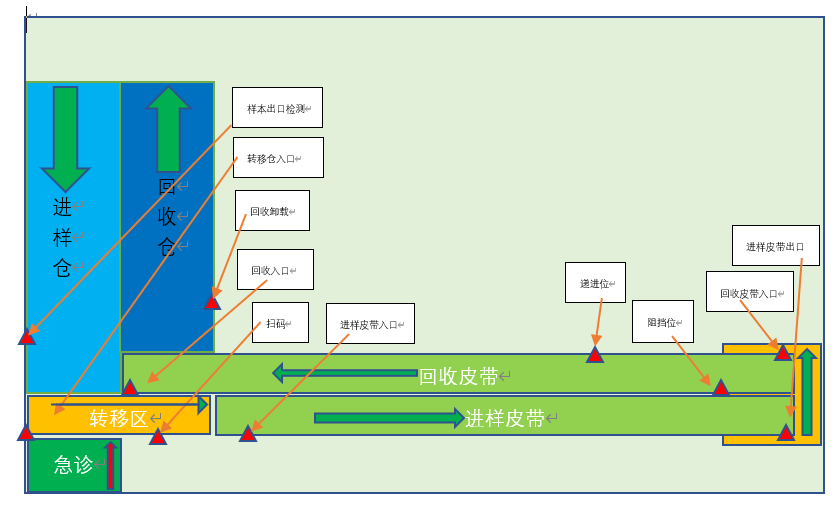 样本出口检测
转移仓入口
进
样
仓
回
收
仓
回收卸载
回收入口
扫码
进样皮带入口
递进位
阻挡位
进样皮带出口
回收皮带入口
回收皮带
转移区
进样皮带
急诊